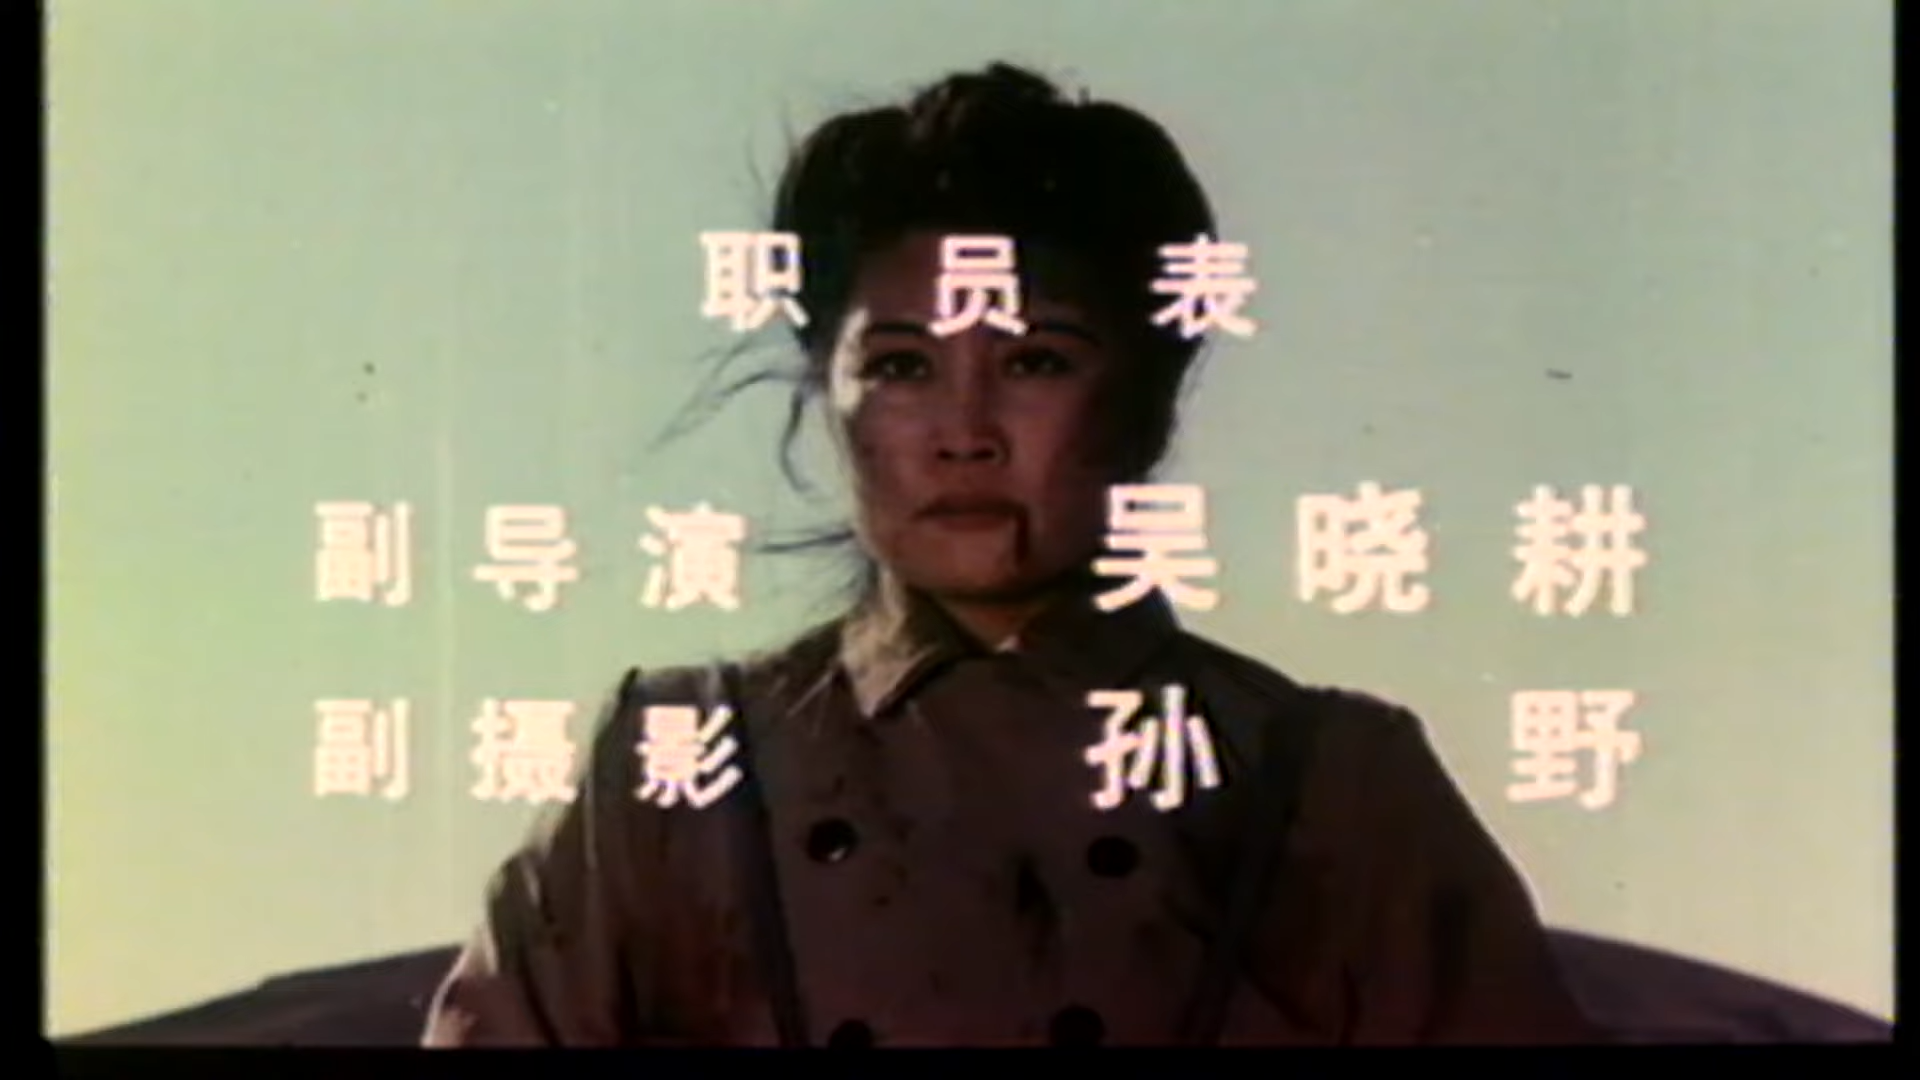 职员表
副导演 吴晓耕
副摄影 孙野